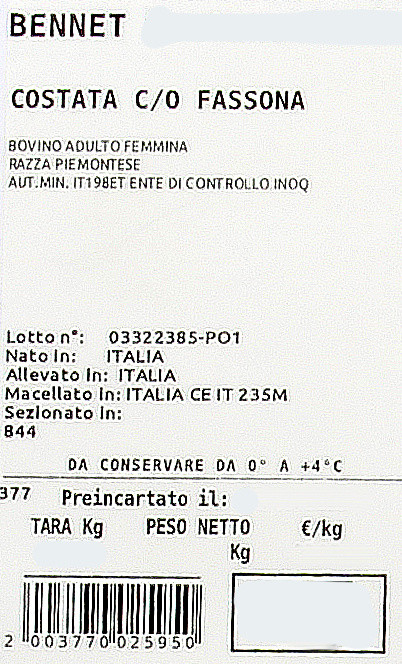 BENNET
COSTATA C/O FASSONA
BOVINO ADULTO FEMMINA
RAZZA PIEMONTESE
AUT.MIN. IT198ET ENTE DI CONTROLLO INOQ
Lotto n°: 03322385-PO1
Nato In: ITALIA
Allevato In: ITALIA
Macellato In: ITALIA CE IT 235M
Sezionato In:
844
DA CONSERVARE DA 0° A +4°C
377 Preincartato il:
TARA Kg PESO NETTO €/kg
Kg
2 003770 025950